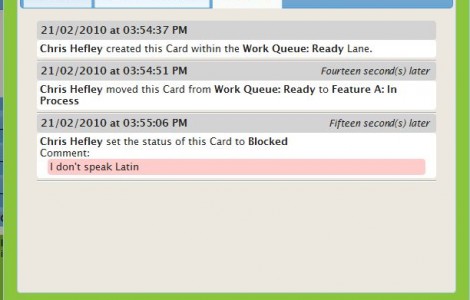 21/02/2010 at 03:54:37 PM
Chris Hefley created this Card within the Work Queue: Ready Lane.
21/02/2010 at 03:54:51 PM Fourteen second(s) later
Chris Hefley moved this Card from Work Queue: Ready to Feature A: In
Process
21/02/2010 at 03:55:06 PM Fifteen second(s) later
Chris Hefley set the status of this Card to Blocked
Comment:
I don't speak Latin